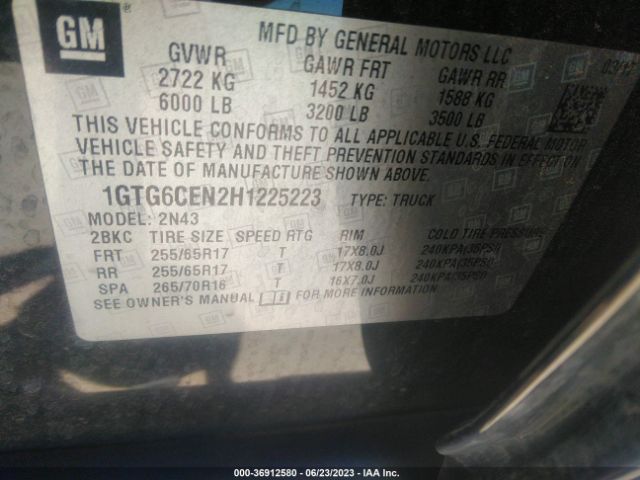 GM
MFD BY GENERAL MOTORS LLC
GVWR GAWR FRT GAWR RR
2722 KG 1452 KG 1588 KG
6000 LB 3200 LB 3500 LB
THIS VEHICLE CONFORMS TO ALL APPLICABLE U.S. FEDERAL MOTOR
VEHICLE SAFETY AND THEFT PREVENTION STANDARDS IN EFFECT ON
THE DATE OF MANUFACTURE SHOWN ABOVE.
1GTG6CEN2H1225223 TYPE: TRUCK
MODEL: 2N43
2BKC TIRE SIZE SPEED RTG RIM COLD TIRE PRESSURE
FRT 255/65R17 T 17X8.0J 240KPA(35PSI)
RR 255/65R17 T 17X8.0J 240KPA(35PSI)
SPA 265/70R16 T 16X7.0J 240KPA(35PSI)
SEE OWNER'S MANUAL FOR MORE INFORMATION
000-36912580 - 06/23/2023 - IAA Inc.